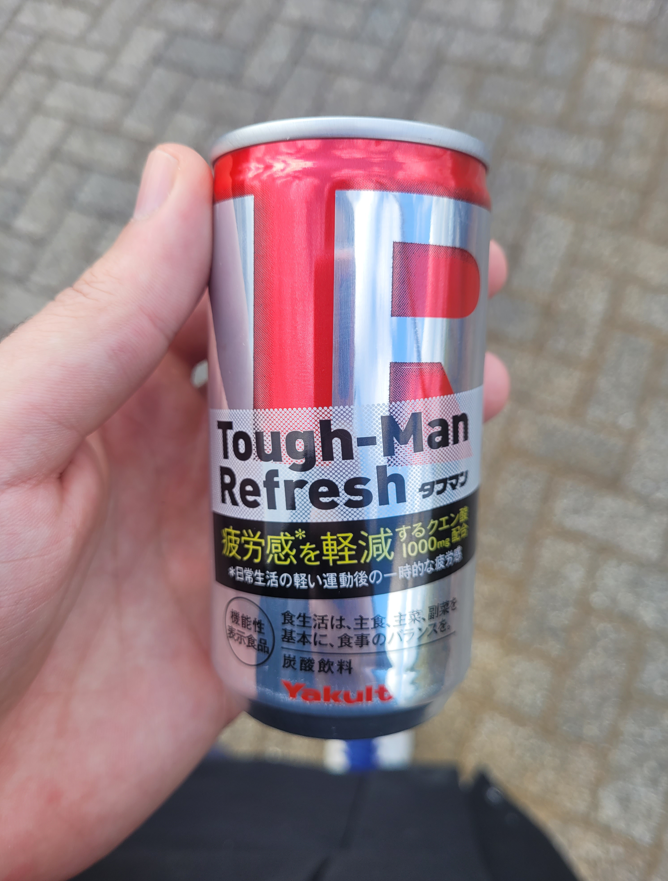 TR
Tough-Man
Refresh タフマン
疲労感*を軽減するクエン酸1000mg配合
*日常生活の軽い運動後の一時的な疲労感
機能性
表示食品
食生活は、主食、主菜、副菜を
基本に、食事のバランスを。
炭酸飲料
Yakult